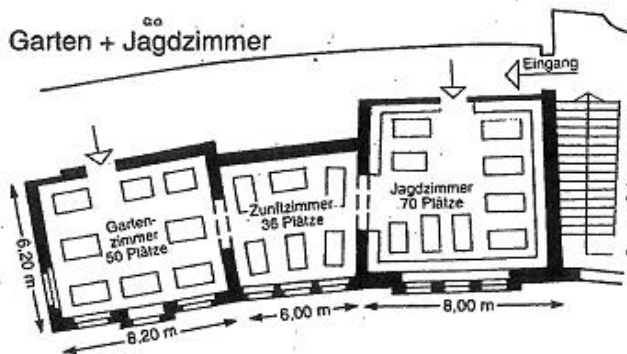 Go
Garten + Jagdzimmer
Eingang
Garten-
zimmer
50 Plätze
Zunftzimmer
36 Plätze
Jagdzimmer
70 Plätze
6,20 m
8,20 m
6,00 m
8,00 m